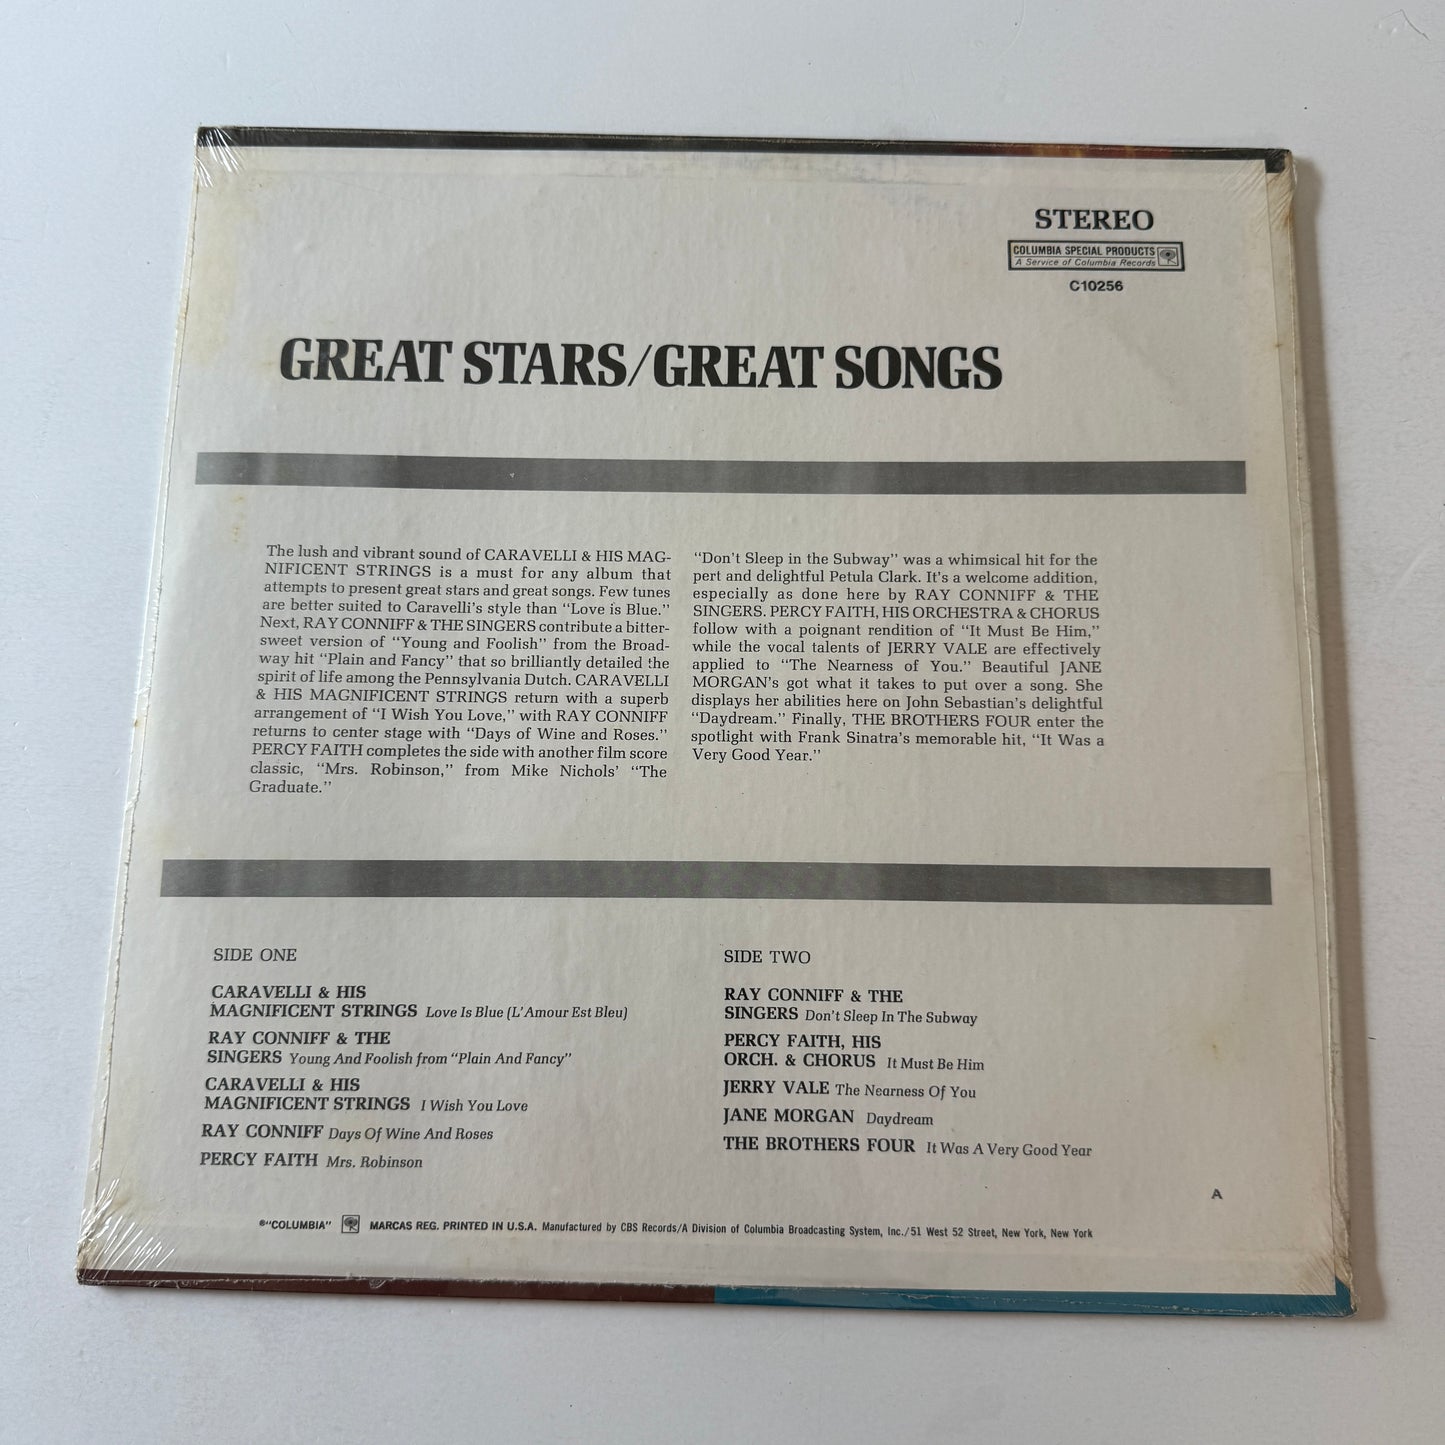 STEREO
COLUMBIA SPECIAL PRODUCTS
A Service of Columbia Records
C10256
GREAT STARS/GREAT SONGS
The lush and vibrant sound of CARAVELLI & HIS MAG-
NIFICENT STRINGS is a must for any album that
attempts to present great stars and great songs. Few tunes
are better suited to Caravelli's style than "Love is Blue."
Next, RAY CONNIFF & THE SINGERS contribute a bitter-
sweet version of "Young and Foolish" from the Broad-
way hit "Plain and Fancy" that so brilliantly detailed the
spirit of life among the Pennsylvania Dutch. CARAVELLI
& HIS MAGNIFICENT STRINGS return with a superb
arrangement of "I Wish You Love," with RAY CONNIFF
returns to center stage with "Days of Wine and Roses."
PERCY FAITH completes the side with another film score
classic, "Mrs. Robinson," from Mike Nichols' "The
Graduate."
"Don't Sleep in the Subway" was a whimsical hit for the
pert and delightful Petula Clark. It's a welcome addition,
especially as done here by RAY CONNIFF & THE
SINGERS. PERCY FAITH, HIS ORCHESTRA & CHORUS
follow with a poignant rendition of "It Must Be Him,"
while the vocal talents of JERRY VALE are effectively
applied to "The Nearness of You." Beautiful JANE
MORGAN's got what it takes to put over a song. She
displays her abilities here on John Sebastian's delightful
"Daydream." Finally, THE BROTHERS FOUR enter the
spotlight with Frank Sinatra's memorable hit, "It Was a
Very Good Year."
SIDE ONE
CARAVELLI & HIS
MAGNIFICENT STRINGS Love Is Blue (L'Amour Est Bleu)
RAY CONNIFF & THE
SINGERS Young And Foolish from "Plain And Fancy"
CARAVELLI & HIS
MAGNIFICENT STRINGS I Wish You Love
RAY CONNIFF Days Of Wine And Roses
PERCY FAITH Mrs. Robinson
SIDE TWO
RAY CONNIFF & THE
SINGERS Don't Sleep In The Subway
PERCY FAITH, HIS
ORCH. & CHORUS It Must Be Him
JERRY VALE The Nearness Of You
JANE MORGAN Daydream
THE BROTHERS FOUR It Was A Very Good Year
A
®"COLUMBIA" MARCAS REG. PRINTED IN U.S.A. Manufactured by CBS Records/A Division of Columbia Broadcasting System, Inc./51 West 52 Street, New York, New York